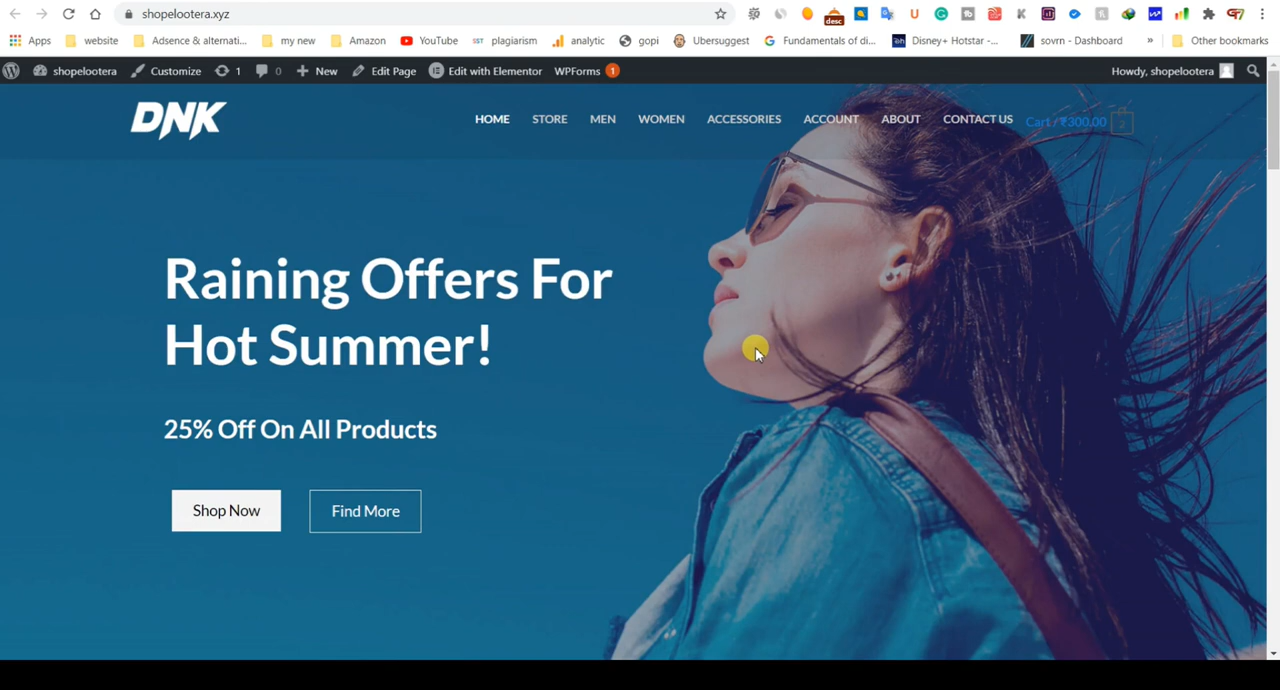 shopelootera.xyz
desc
Apps website Adsence & alternati... my new Amazon YouTube SST plagiarism analytic gopi Ubersuggest Fundamentals of di... Disney+ Hotstar -... sovrn - Dashboard » Other bookmarks
shopelootera Customize 1 0 New Edit Page Edit with Elementor WPForms 1 Howdy, shopelootera
DNK HOME STORE MEN WOMEN ACCESSORIES ACCOUNT ABOUT CONTACT US Cart / ₹300.00 2
Raining Offers For
Hot Summer!
25% Off On All Products
Shop Now Find More